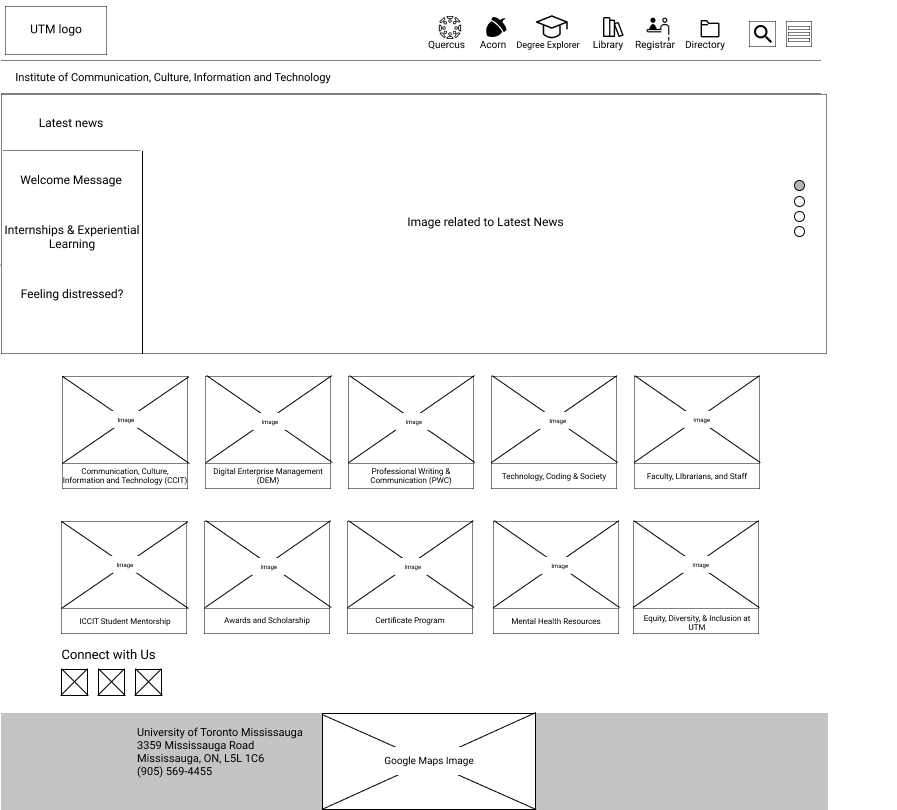 UTM logo
Quercus
Acorn
Degree Explorer
Library
Registrar
Directory
Institute of Communication, Culture, Information and Technology
Latest news
Welcome Message
Internships & Experiential
Learning
Feeling distressed?
Image related to Latest News
Image
Image
Image
Image
Image
Communication, Culture,
Information and Technology (CCIT)
Digital Enterprise Management
(DEM)
Professional Writing &
Communication (PWC)
Technology, Coding & Society
Faculty, LIbrarians, and Staff
Image
Image
Image
Image
Image
ICCIT Student Mentorship
Awards and Scholarship
Certificate Program
Mental Health Resources
Equity, Diversity, & Inclusion at
UTM
Connect with Us
University of Toronto Mississauga
3359 Mississauga Road
Mississauga, ON, L5L 1C6
(905) 569-4455
Google Maps Image